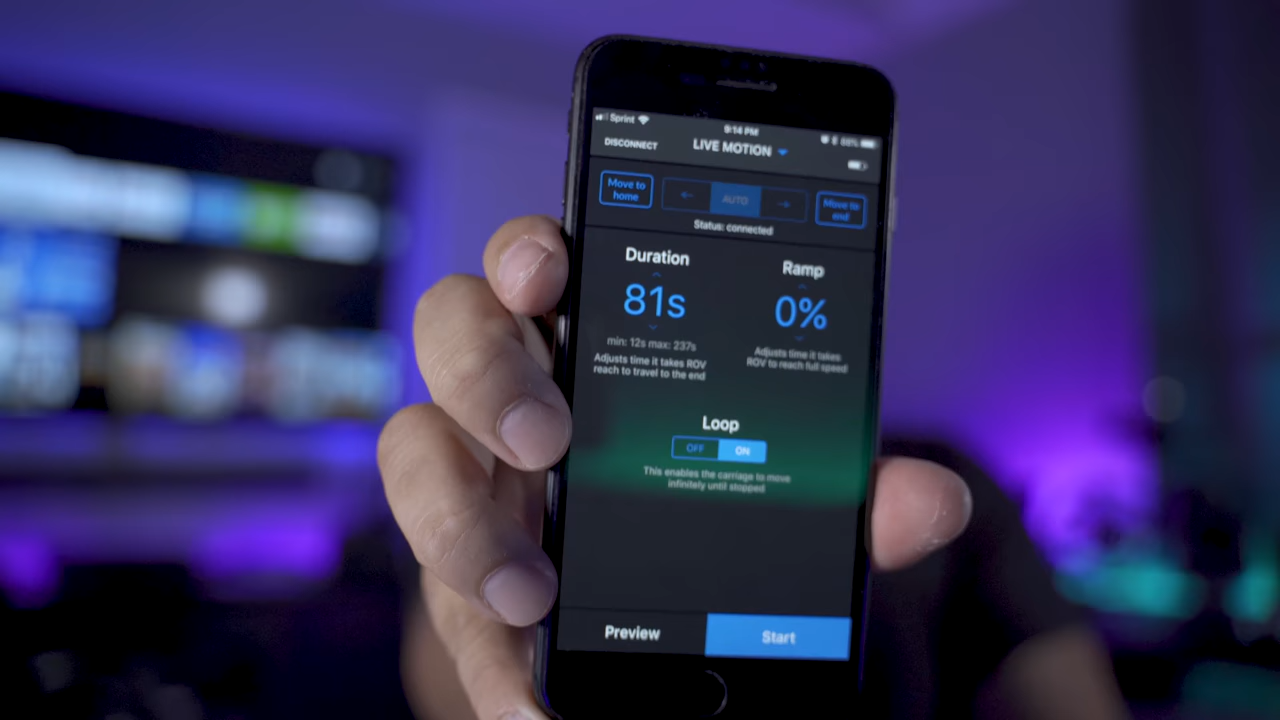 Sprint 9:14 PM 88%
DISCONNECT LIVE MOTION
Move to home ← AUTO → Move to end
Status: connected
Duration Ramp
81s 0%
min: 12s max: 237s
Adjusts time it takes ROV
reach to travel to the end
Adjusts time it takes
ROV to reach full speed
Loop
OFF ON
This enables the carriage to move
infinitely until stopped
Preview Start